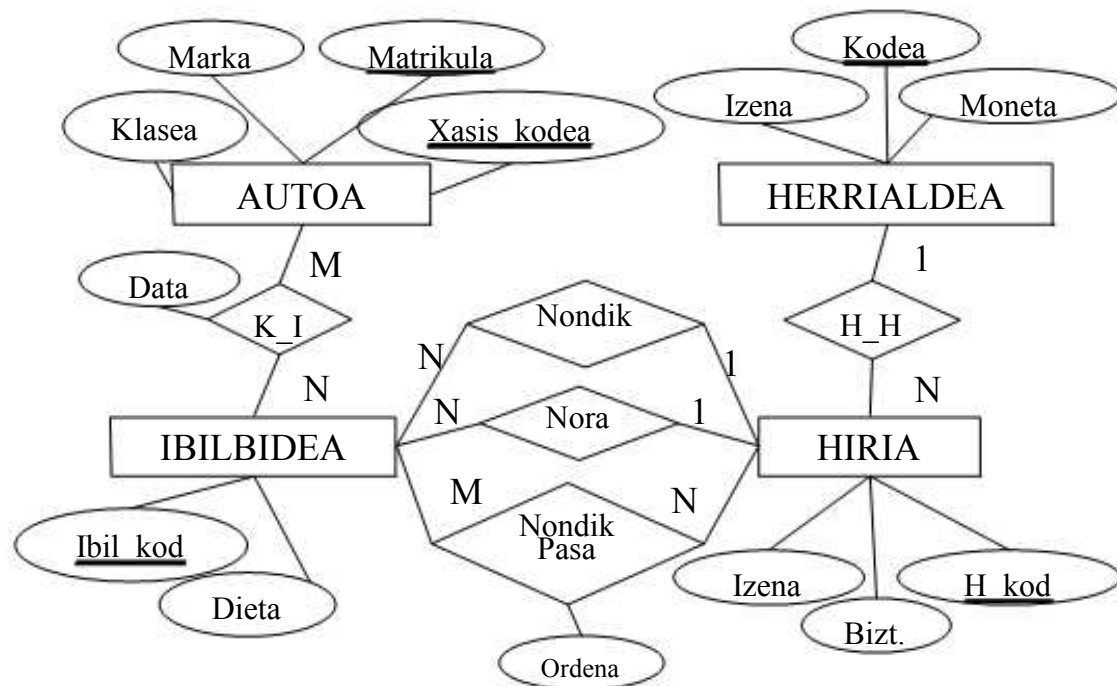 Marka
Matrikula
Kodea
Klasea
Xasis_kodea
Izena
Moneta
AUTOA
HERRIALDEA
M
1
Data
K_I
Nondik
H_H
N
1
N
N
Nora
1
N
IBILBIDEA
HIRIA
M
N
Nondik
Pasa
Ibil_kod
Izena
H_kod
Dieta
Bizt.
Ordena